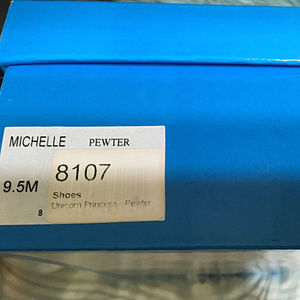 MICHELLE PEWTER
8107
9.5M
Shoes
8 Unicorn Princess - Pewter